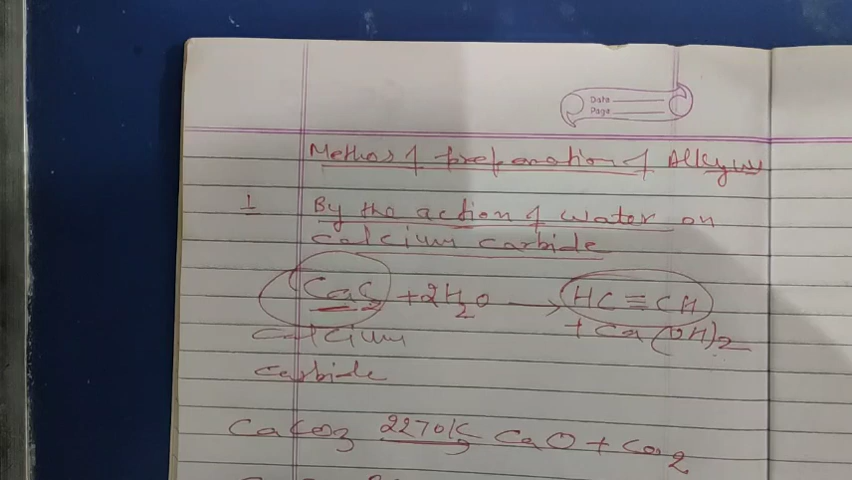 Date
Page
Method of preparation of Alkynes
1 By the action of water on
calcium carbide
CaC2 + 2H2O → HC≡CH
+ Ca(OH)2
calcium
carbide
CaCO3 2270K→ CaO + CO2